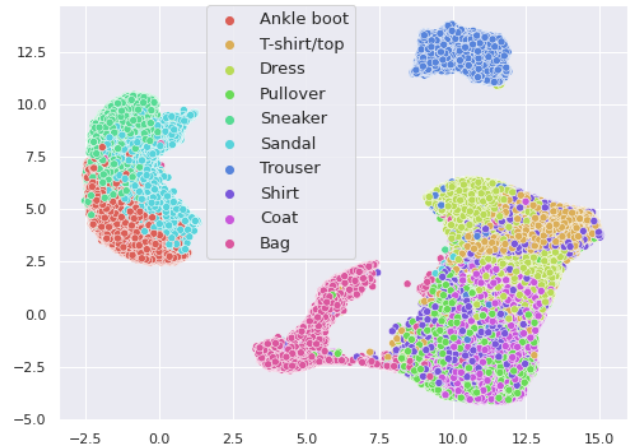 Ankle boot
T-shirt/top
Dress
Pullover
Sneaker
Sandal
Trouser
Shirt
Coat
Bag
12.5
10.0
7.5
5.0
2.5
0.0
−2.5
−5.0
−2.5 0.0 2.5 5.0 7.5 10.0 12.5 15.0